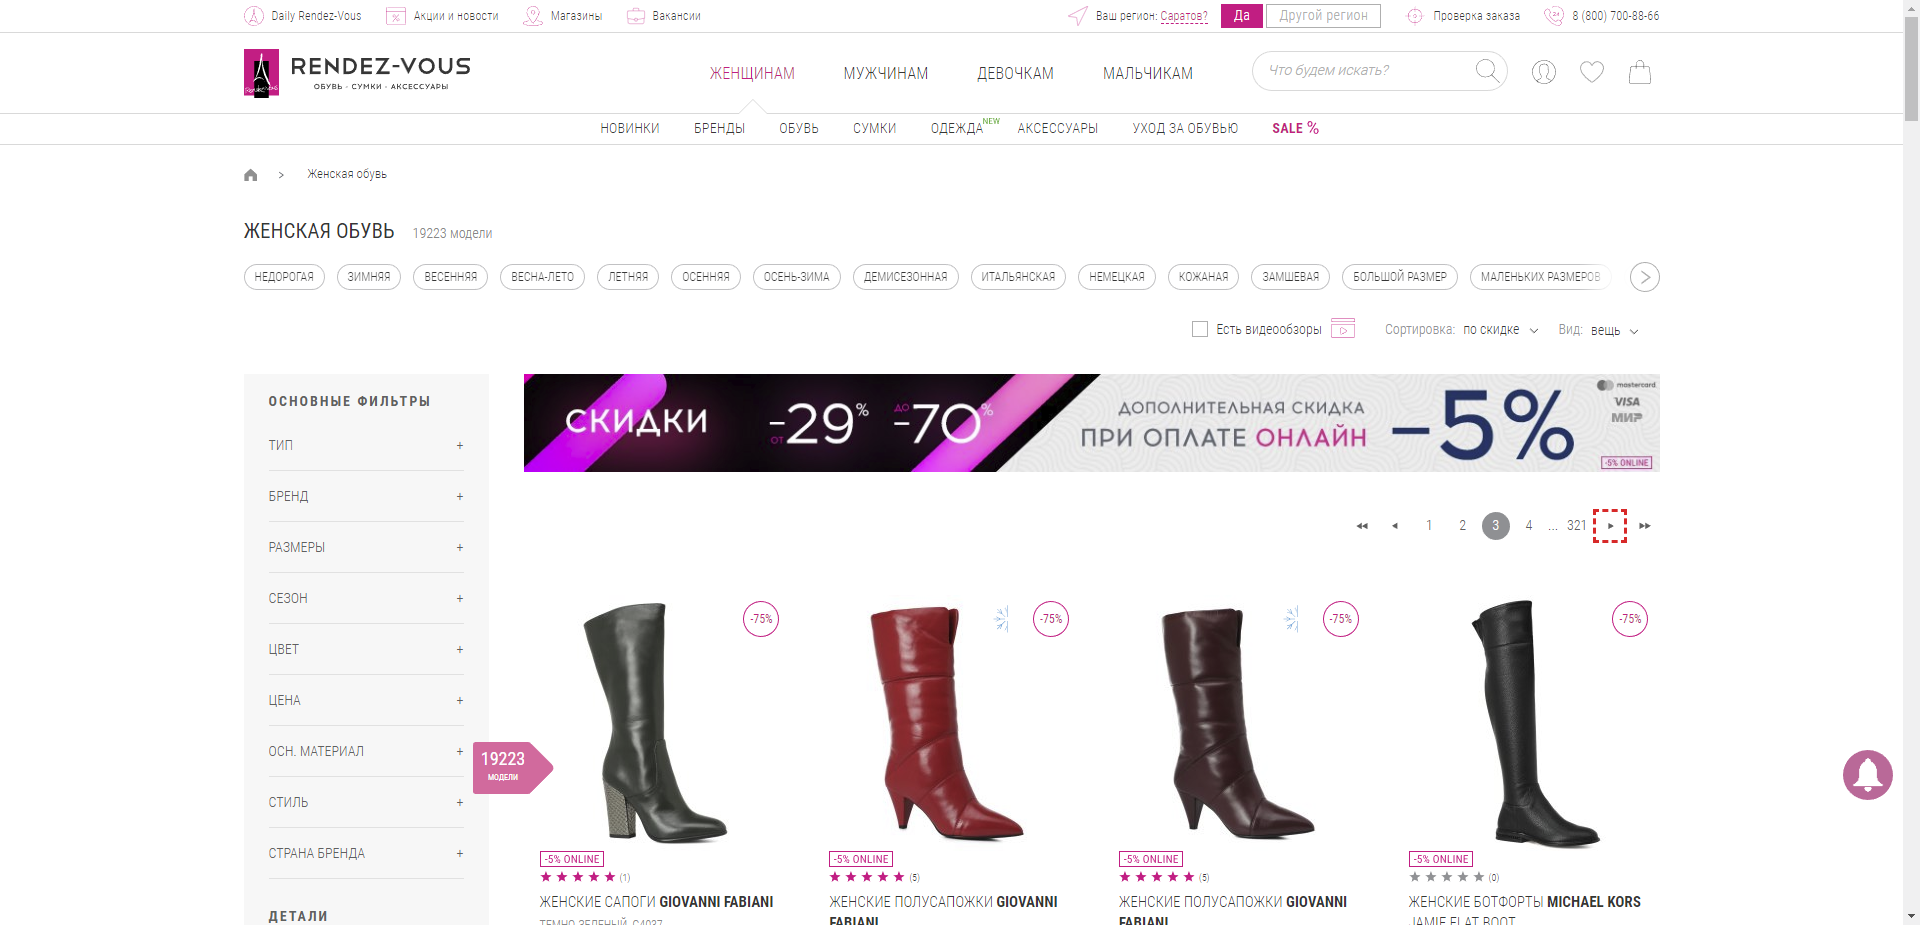 Daily Rendez-Vous
Акции и новости
Магазины
Вакансии
Ваш регион: Саратов?
Да
Другой регион
Проверка заказа
8 (800) 700-88-66
RENDEZ-VOUS
ОБУВЬ · СУМКИ · АКСЕССУАРЫ
ЖЕНЩИНАМ
МУЖЧИНАМ
ДЕВОЧКАМ
МАЛЬЧИКАМ
Что будем искать?
НОВИНКИ
БРЕНДЫ
ОБУВЬ
СУМКИ
ОДЕЖДА NEW
АКСЕССУАРЫ
УХОД ЗА ОБУВЬЮ
SALE %
> Женская обувь
ЖЕНСКАЯ ОБУВЬ 19223 модели
НЕДОРОГАЯ
ЗИМНЯЯ
ВЕСЕННЯЯ
ВЕСНА-ЛЕТО
ЛЕТНЯЯ
ОСЕННЯЯ
ОСЕНЬ-ЗИМА
ДЕМИСЕЗОННАЯ
ИТАЛЬЯНСКАЯ
НЕМЕЦКАЯ
КОЖАНАЯ
ЗАМШЕВАЯ
БОЛЬШОЙ РАЗМЕР
МАЛЕНЬКИХ РАЗМЕРОВ
Есть видеообзоры
Сортировка: по скидке
Вид: вещь
ОСНОВНЫЕ ФИЛЬТРЫ
ТИП +
БРЕНД +
РАЗМЕРЫ +
СЕЗОН +
ЦВЕТ +
ЦЕНА +
ОСН. МАТЕРИАЛ +
СТИЛЬ +
СТРАНА БРЕНДА +
ДЕТАЛИ
19223
МОДЕЛИ
СКИДКИ
ОТ -29%
ДО -70%
ДОПОЛНИТЕЛЬНАЯ СКИДКА
ПРИ ОПЛАТЕ ОНЛАЙН
-5%
mastercard
VISA
МИР
-5% ONLINE
1 2 3 4 ... 321
-75%
-75%
-75%
-75%
-5% ONLINE
(1)
ЖЕНСКИЕ САПОГИ GIOVANNI FABIANI
ТЕМНО-ЗЕЛЕНЫЙ, C4037
-5% ONLINE
(5)
ЖЕНСКИЕ ПОЛУСАПОЖКИ GIOVANNI
FABIANI
-5% ONLINE
(5)
ЖЕНСКИЕ ПОЛУСАПОЖКИ GIOVANNI
FABIANI
-5% ONLINE
(0)
ЖЕНСКИЕ БОТФОРТЫ MICHAEL KORS
JAMIE FLAT BOOT